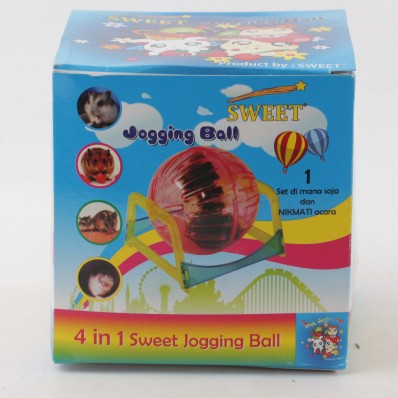 SWEET
Product by : SWEET
SWEET®
Jogging Ball
1
Set di mana saja
dan
NIKMATI acara
4 in 1 Sweet Jogging Ball